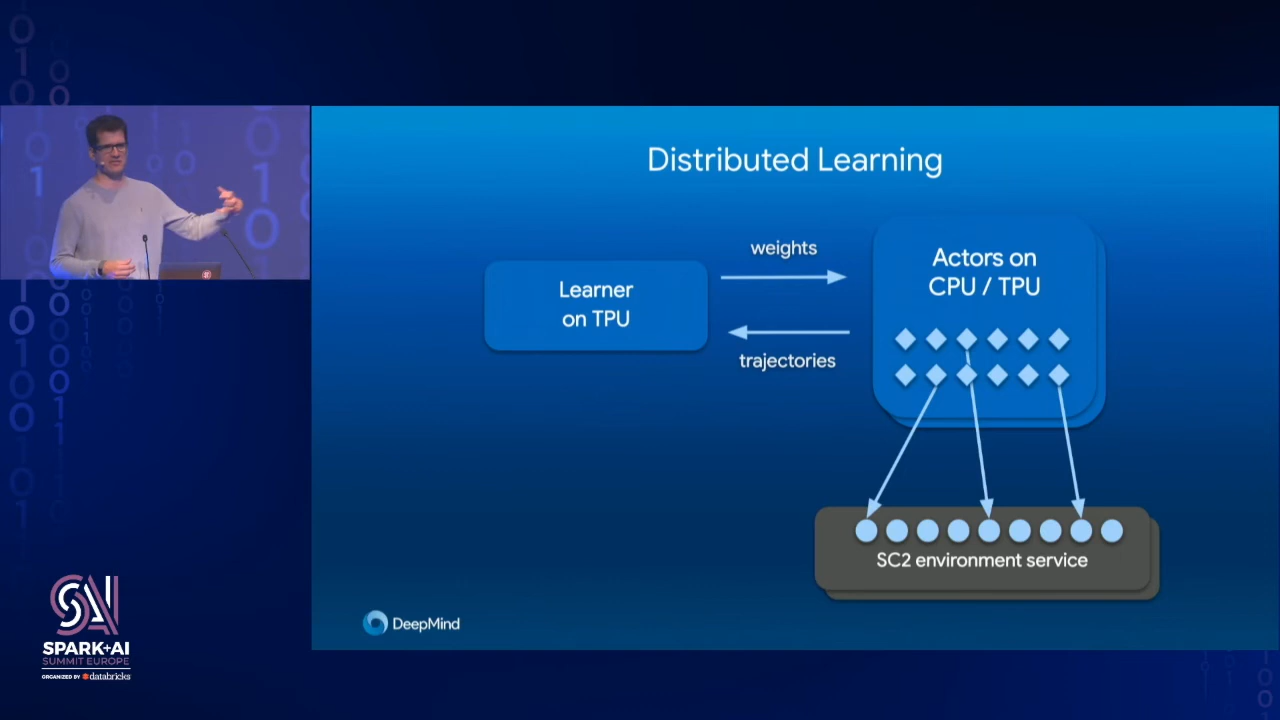 Distributed Learning
weights
Learner
on TPU
trajectories
Actors on
CPU / TPU
SC2 environment service
DeepMind
SAI
SPARK+AI
SUMMIT EUROPE
ORGANIZED BY databricks